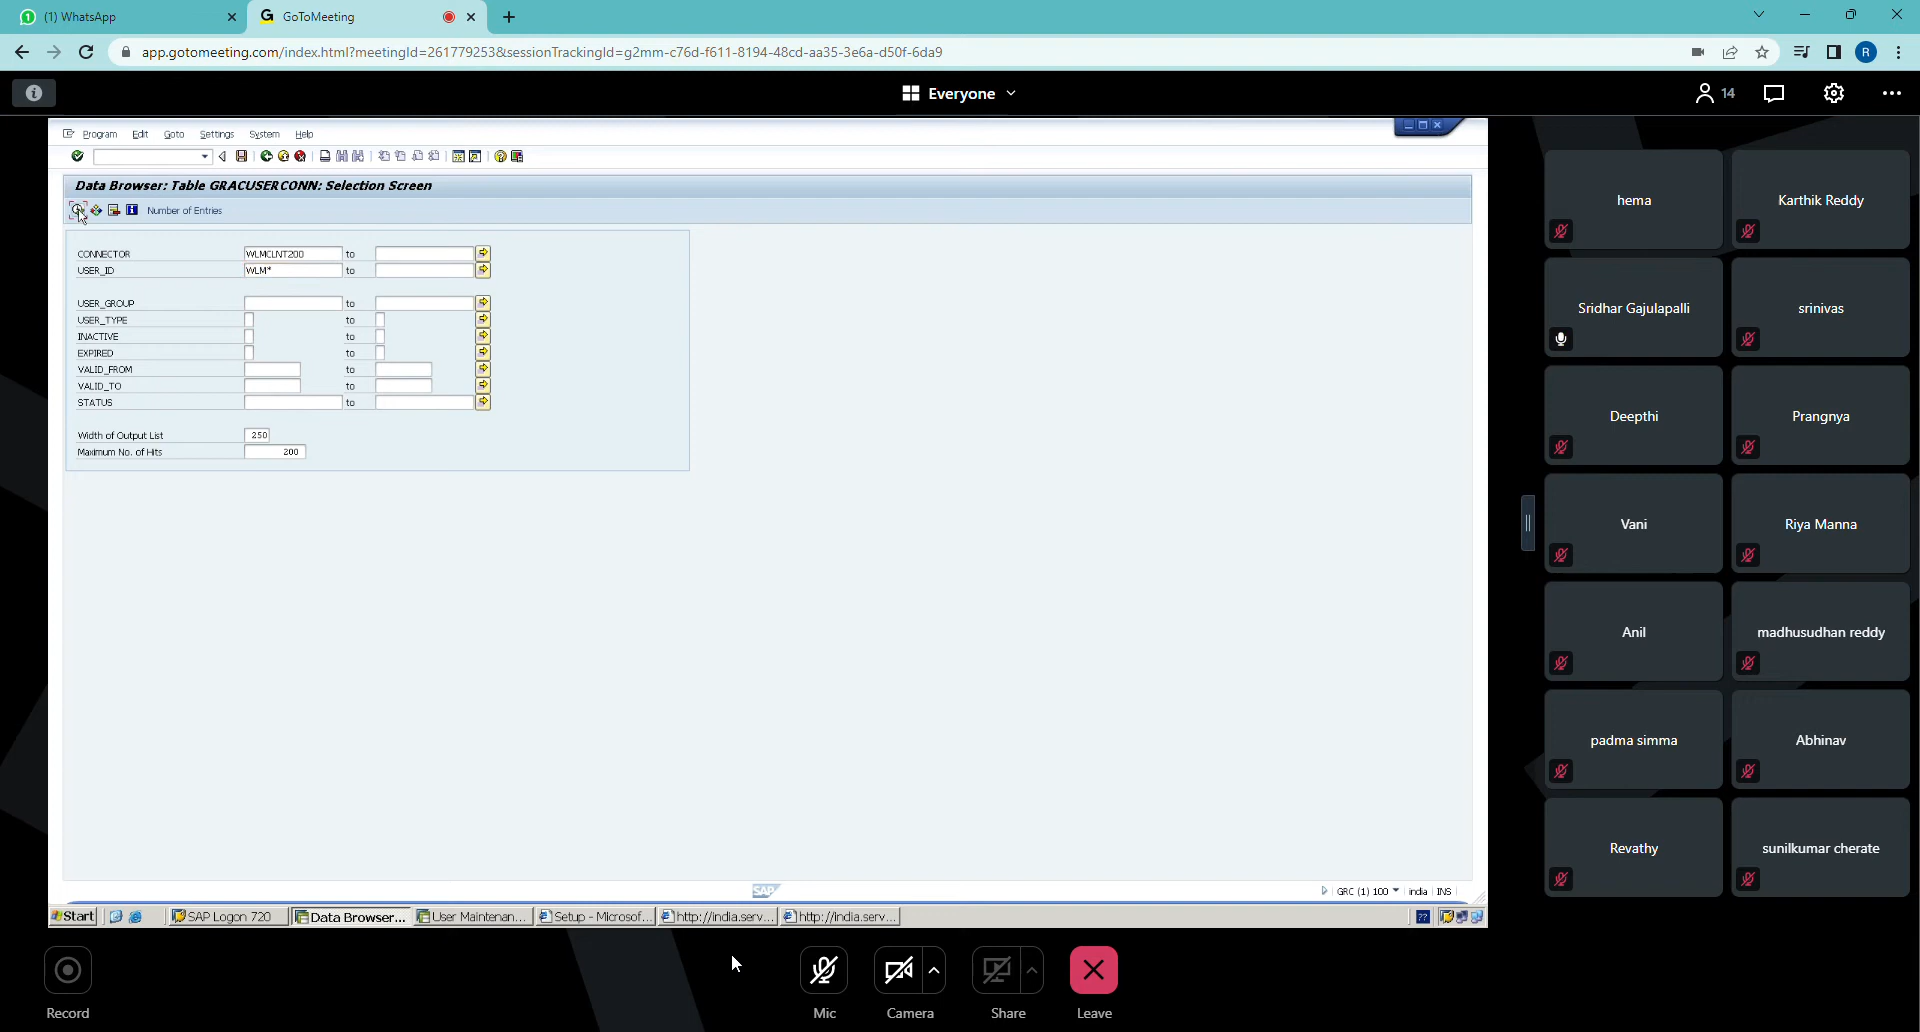 (1) WhatsApp
GoToMeeting
app.gotomeeting.com/index.html?meetingId=261779253&sessionTrackingId=g2mm-c76d-f611-8194-48cd-aa35-3e6a-d50f-6da9
R
Everyone
14
Program Edit Goto Settings System Help
Data Browser: Table GRACUSERCONN: Selection Screen
Number of Entries
CONNECTOR WLMCLNT200 to
USER_ID WLM* to
USER_GROUP to
USER_TYPE to
INACTIVE to
EXPIRED to
VALID_FROM to
VALID_TO to
STATUS to
Width of Output List 250
Maximum No. of Hits 200
SAP
GRC (1) 100 india INS
Start SAP Logon 720 Data Browser... User Maintenan... Setup - Microsof... http://india.serv... http://india.serv... ??
hema
Karthik Reddy
Sridhar Gajulapalli
srinivas
Deepthi
Prangnya
Vani
Riya Manna
Anil
madhusudhan reddy
padma simma
Abhinav
Revathy
sunilkumar cherate
Record
Mic
Camera
Share
Leave